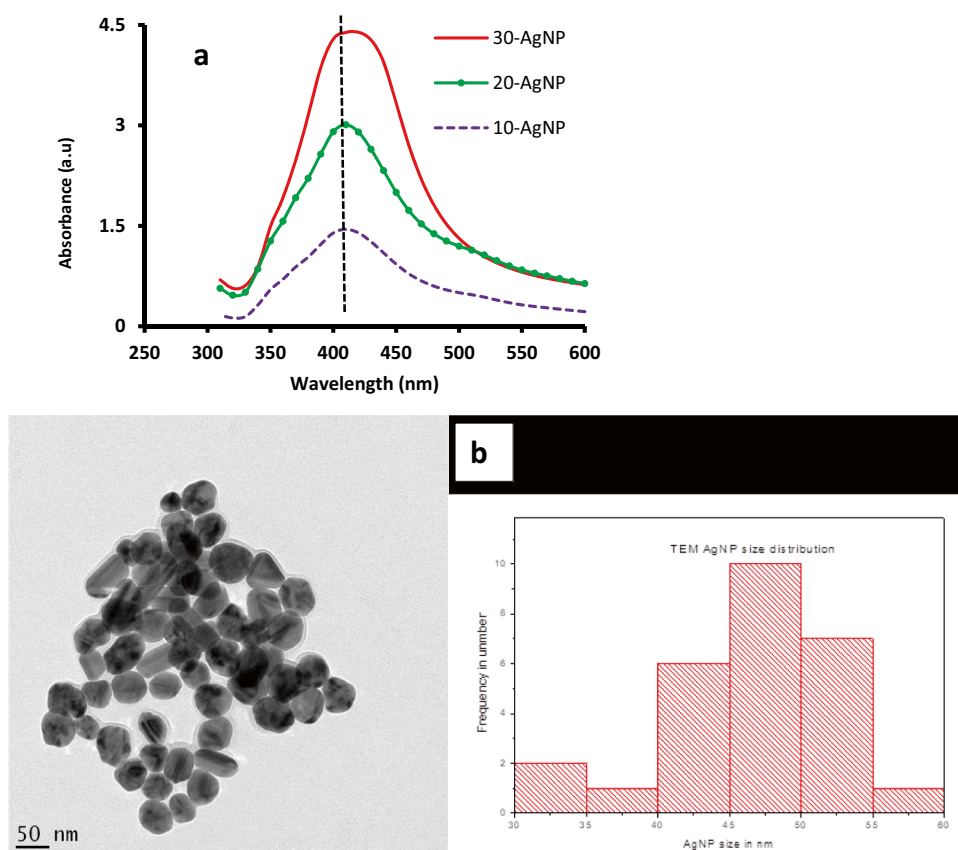 4.5
a
30-AgNP
20-AgNP
10-AgNP
3
1.5
0
Absorbance (a.u)
250 300 350 400 450 500 550 600
Wavelength (nm)
b
50 nm
TEM AgNP size distribution
10
8
6
4
2
0
Frequency in unmber
30 35 40 45 50 55 60
AgNP size in nm